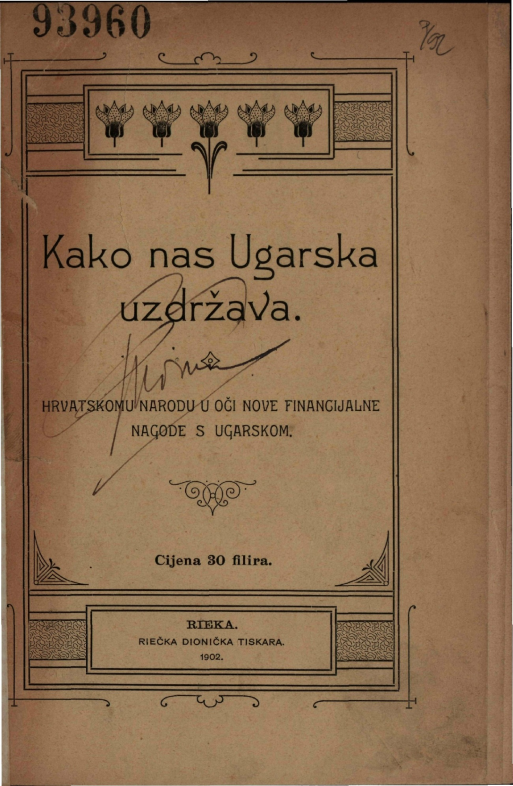 93960
Kako nas Ugarska
uzdržava.
HRVATSKOMU NARODU U OČI NOVE FINANCIJALNE
NAGODE S UGARSKOM.
Cijena 30 filira.
RIEKA.
RIEČKA DIONIČKA TISKARA.
1902.